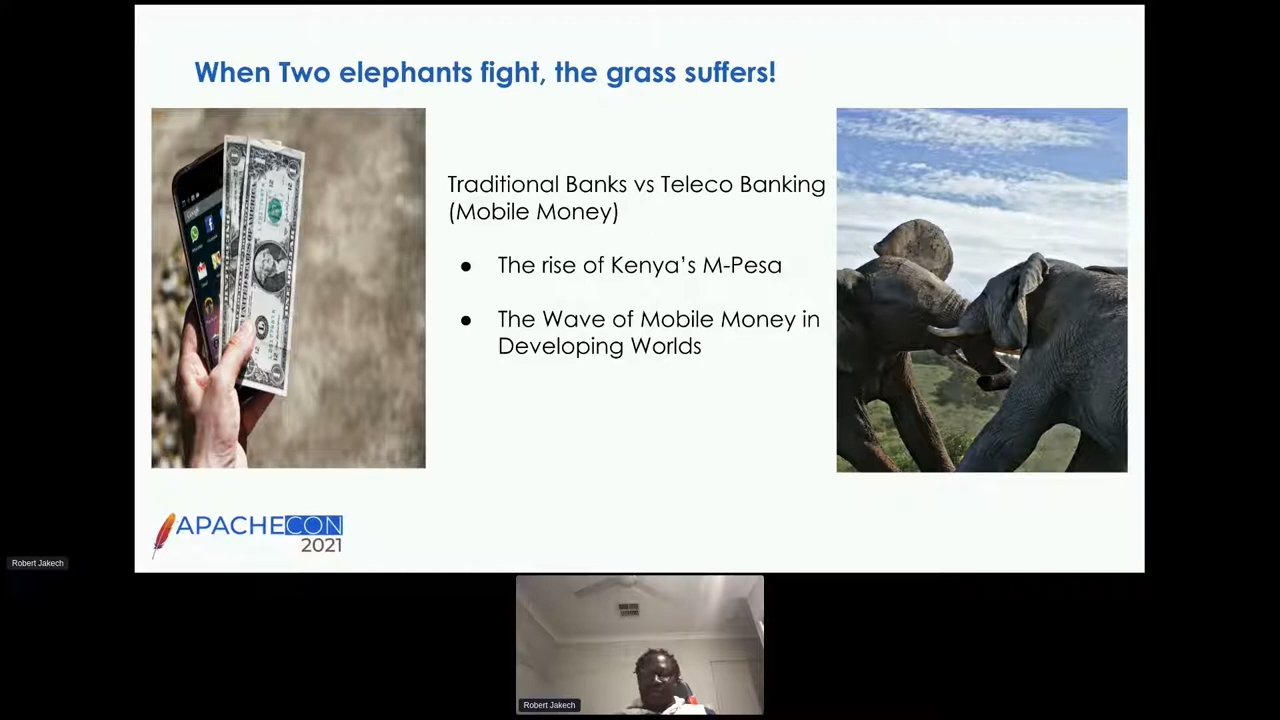 When Two elephants fight, the grass suffers!
Traditional Banks vs Teleco Banking
(Mobile Money)
● The rise of Kenya's M-Pesa
● The Wave of Mobile Money in
Developing Worlds
APACHECON
2021
Robert Jakech
Robert Jakech